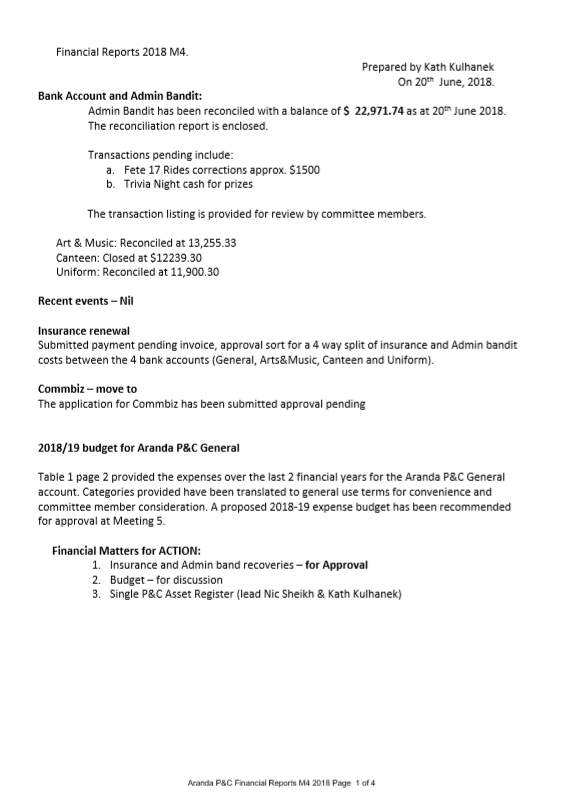 Financial Reports 2018 M4.
Prepared by Kath Kulhanek
On 20th June, 2018.
Bank Account and Admin Bandit:
Admin Bandit has been reconciled with a balance of $ 22,971.74 as at 20th June 2018.
The reconciliation report is enclosed.
Transactions pending include:
a. Fete 17 Rides corrections approx. $1500
b. Trivia Night cash for prizes
The transaction listing is provided for review by committee members.
Art & Music: Reconciled at 13,255.33
Canteen: Closed at $12239.30
Uniform: Reconciled at 11,900.30
Recent events – Nil
Insurance renewal
Submitted payment pending invoice, approval sort for a 4 way split of insurance and Admin bandit
costs between the 4 bank accounts (General, Arts&Music, Canteen and Uniform).
Commbiz – move to
The application for Commbiz has been submitted approval pending
2018/19 budget for Aranda P&C General
Table 1 page 2 provided the expenses over the last 2 financial years for the Aranda P&C General
account. Categories provided have been translated to general use terms for convenience and
committee member consideration. A proposed 2018-19 expense budget has been recommended
for approval at Meeting 5.
Financial Matters for ACTION:
1. Insurance and Admin band recoveries – for Approval
2. Budget – for discussion
3. Single P&C Asset Register (lead Nic Sheikh & Kath Kulhanek)
Aranda P&C Financial Reports M4 2018 Page 1 of 4